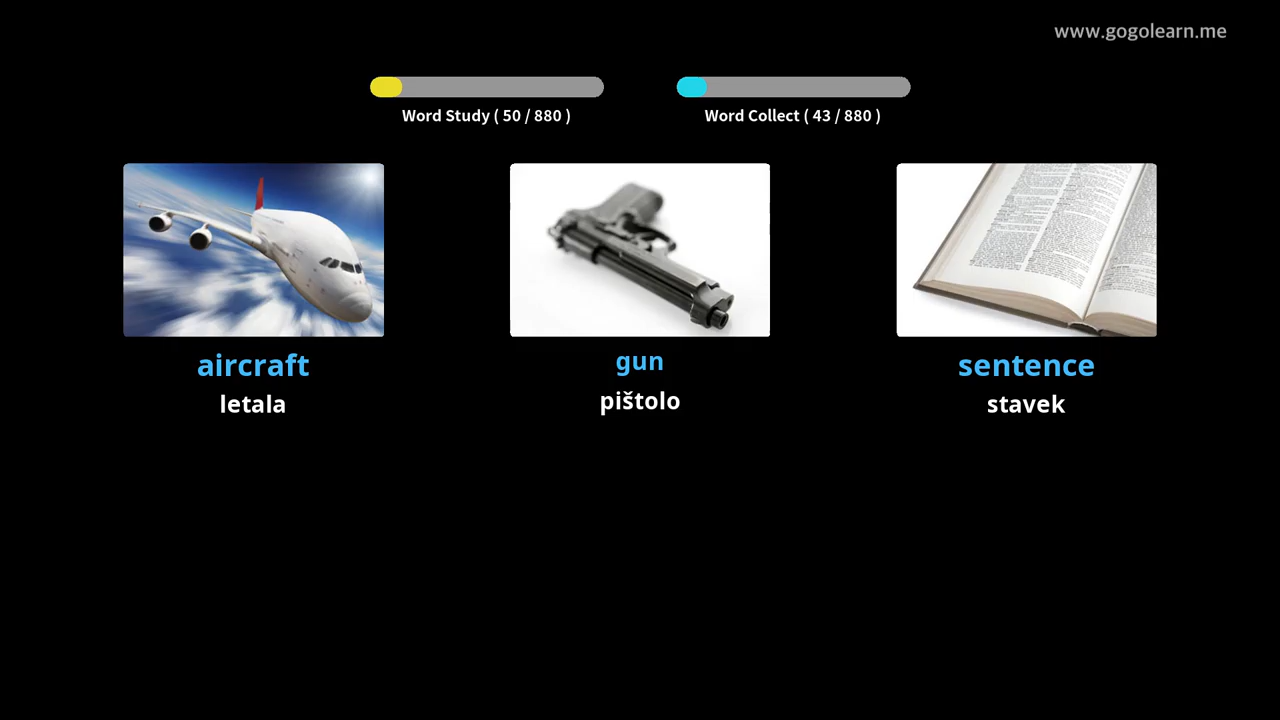 www.gogolearn.me
Word Study ( 50 / 880 )
Word Collect ( 43 / 880 )
aircraft
letala
gun
pištolo
sentence
stavek